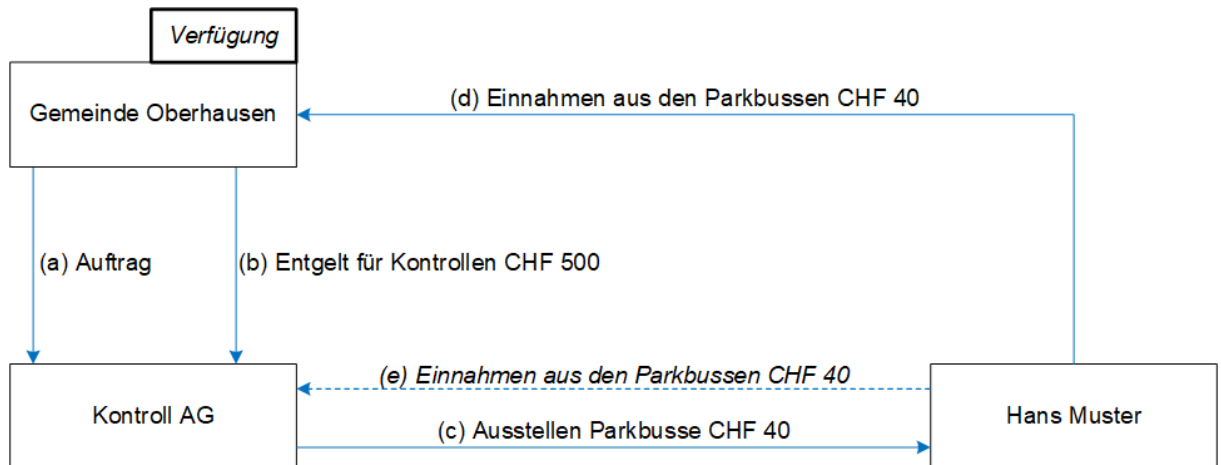 Verfügung
Gemeinde Oberhausen
(d) Einnahmen aus den Parkbussen CHF 40
(a) Auftrag
(b) Entgelt für Kontrollen CHF 500
(e) Einnahmen aus den Parkbussen CHF 40
Kontroll AG
Hans Muster
(c) Ausstellen Parkbusse CHF 40